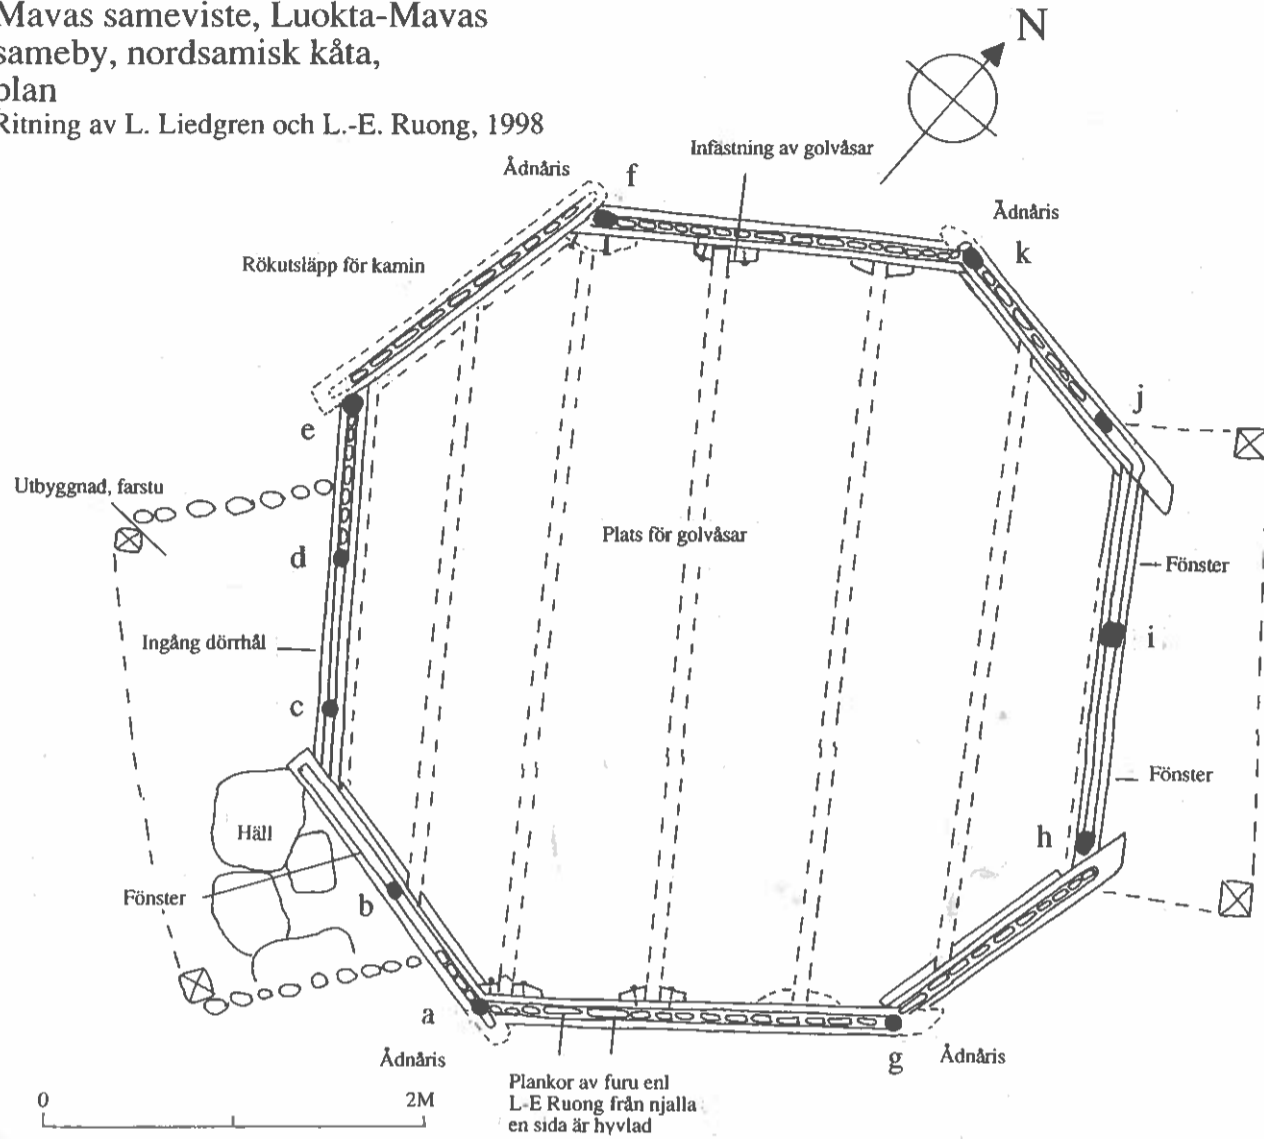 Mavas sameviste, Luokta-Mavas
sameby, nordsamisk kåta,
plan
Ritning av L. Liedgren och L.-E. Ruong, 1998
N
Infästning av golvåsar
Ådnåris
f
Ådnåris
k
Rökutsläpp för kamin
j
e
Utbyggnad, farstu
Plats för golvåsar
d
Fönster
Ingång dörrhål
i
c
Fönster
Häll
h
Fönster
b
a
Ådnåris
g
Ådnåris
Plankor av furu enl
L-E Ruong från njalla
en sida är hyvlad
0
2M